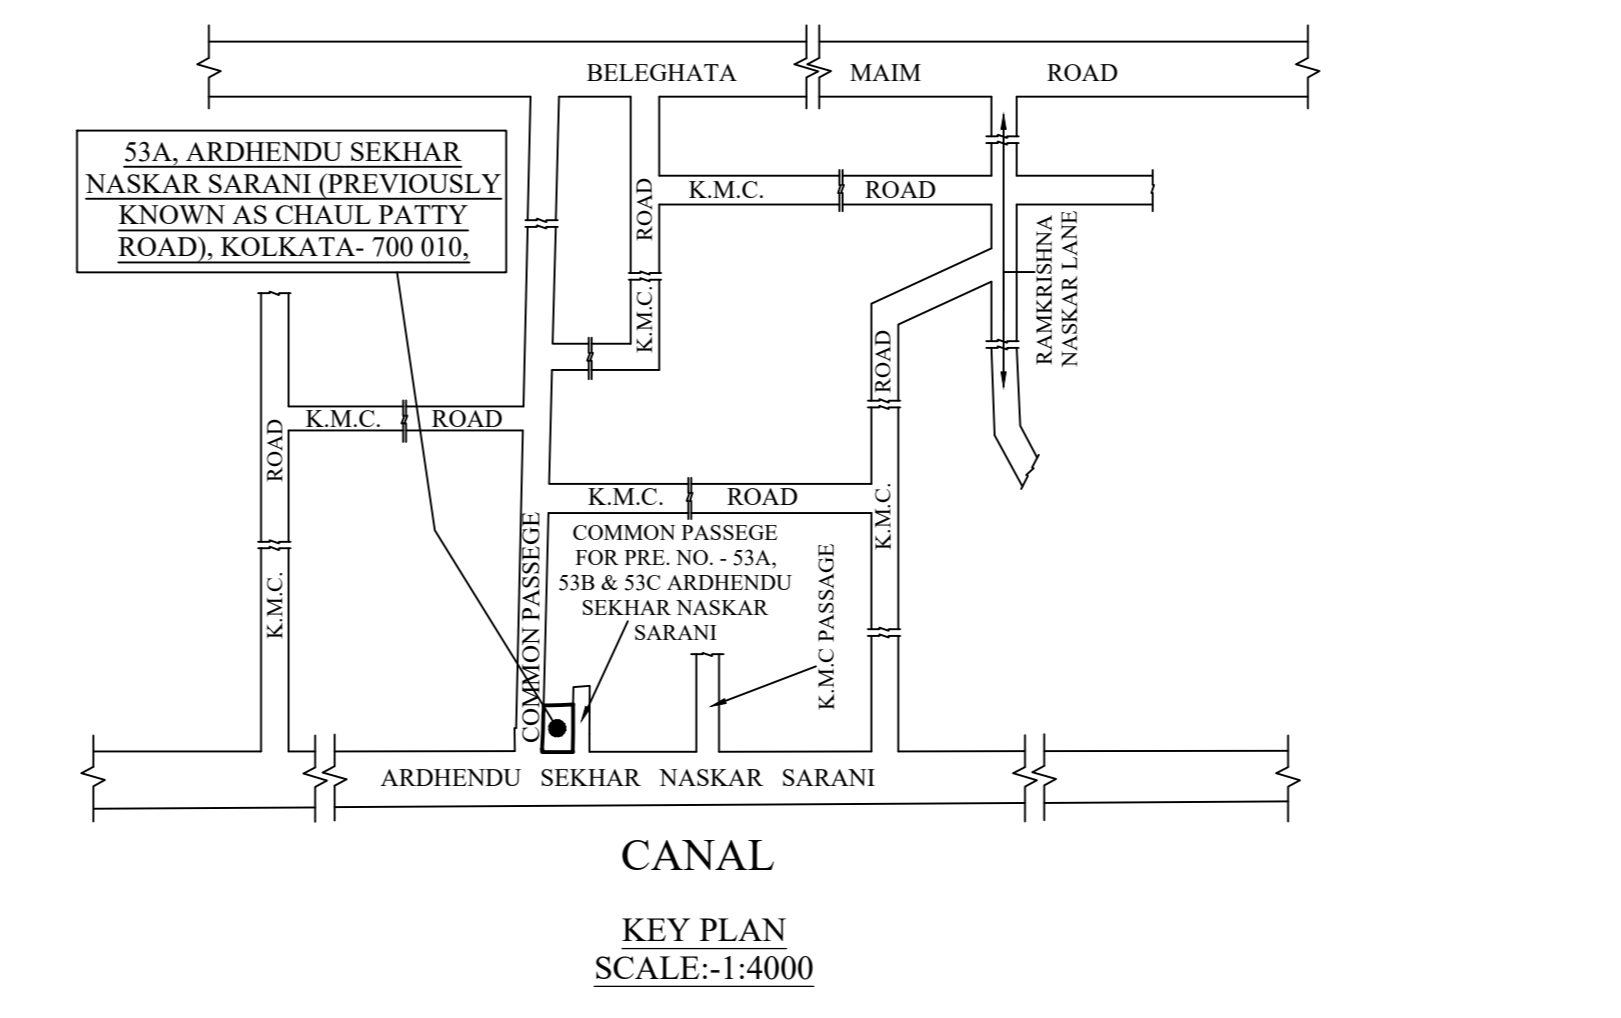 BELEGHATA MAIM ROAD
53A, ARDHENDU SEKHAR
NASKAR SARANI (PREVIOUSLY
KNOWN AS CHAUL PATTY
ROAD), KOLKATA- 700 010,
K.M.C. ROAD
K.M.C. ROAD
RAMKRISHNA
NASKAR LANE
K.M.C. ROAD
K.M.C. ROAD
K.M.C. ROAD
K.M.C. ROAD
COMMON PASSEGE
COMMON PASSEGE
FOR PRE. NO. - 53A,
53B & 53C ARDHENDU
SEKHAR NASKAR
SARANI
K.M.C PASSAGE
ARDHENDU SEKHAR NASKAR SARANI
CANAL
KEY PLAN
SCALE:-1:4000